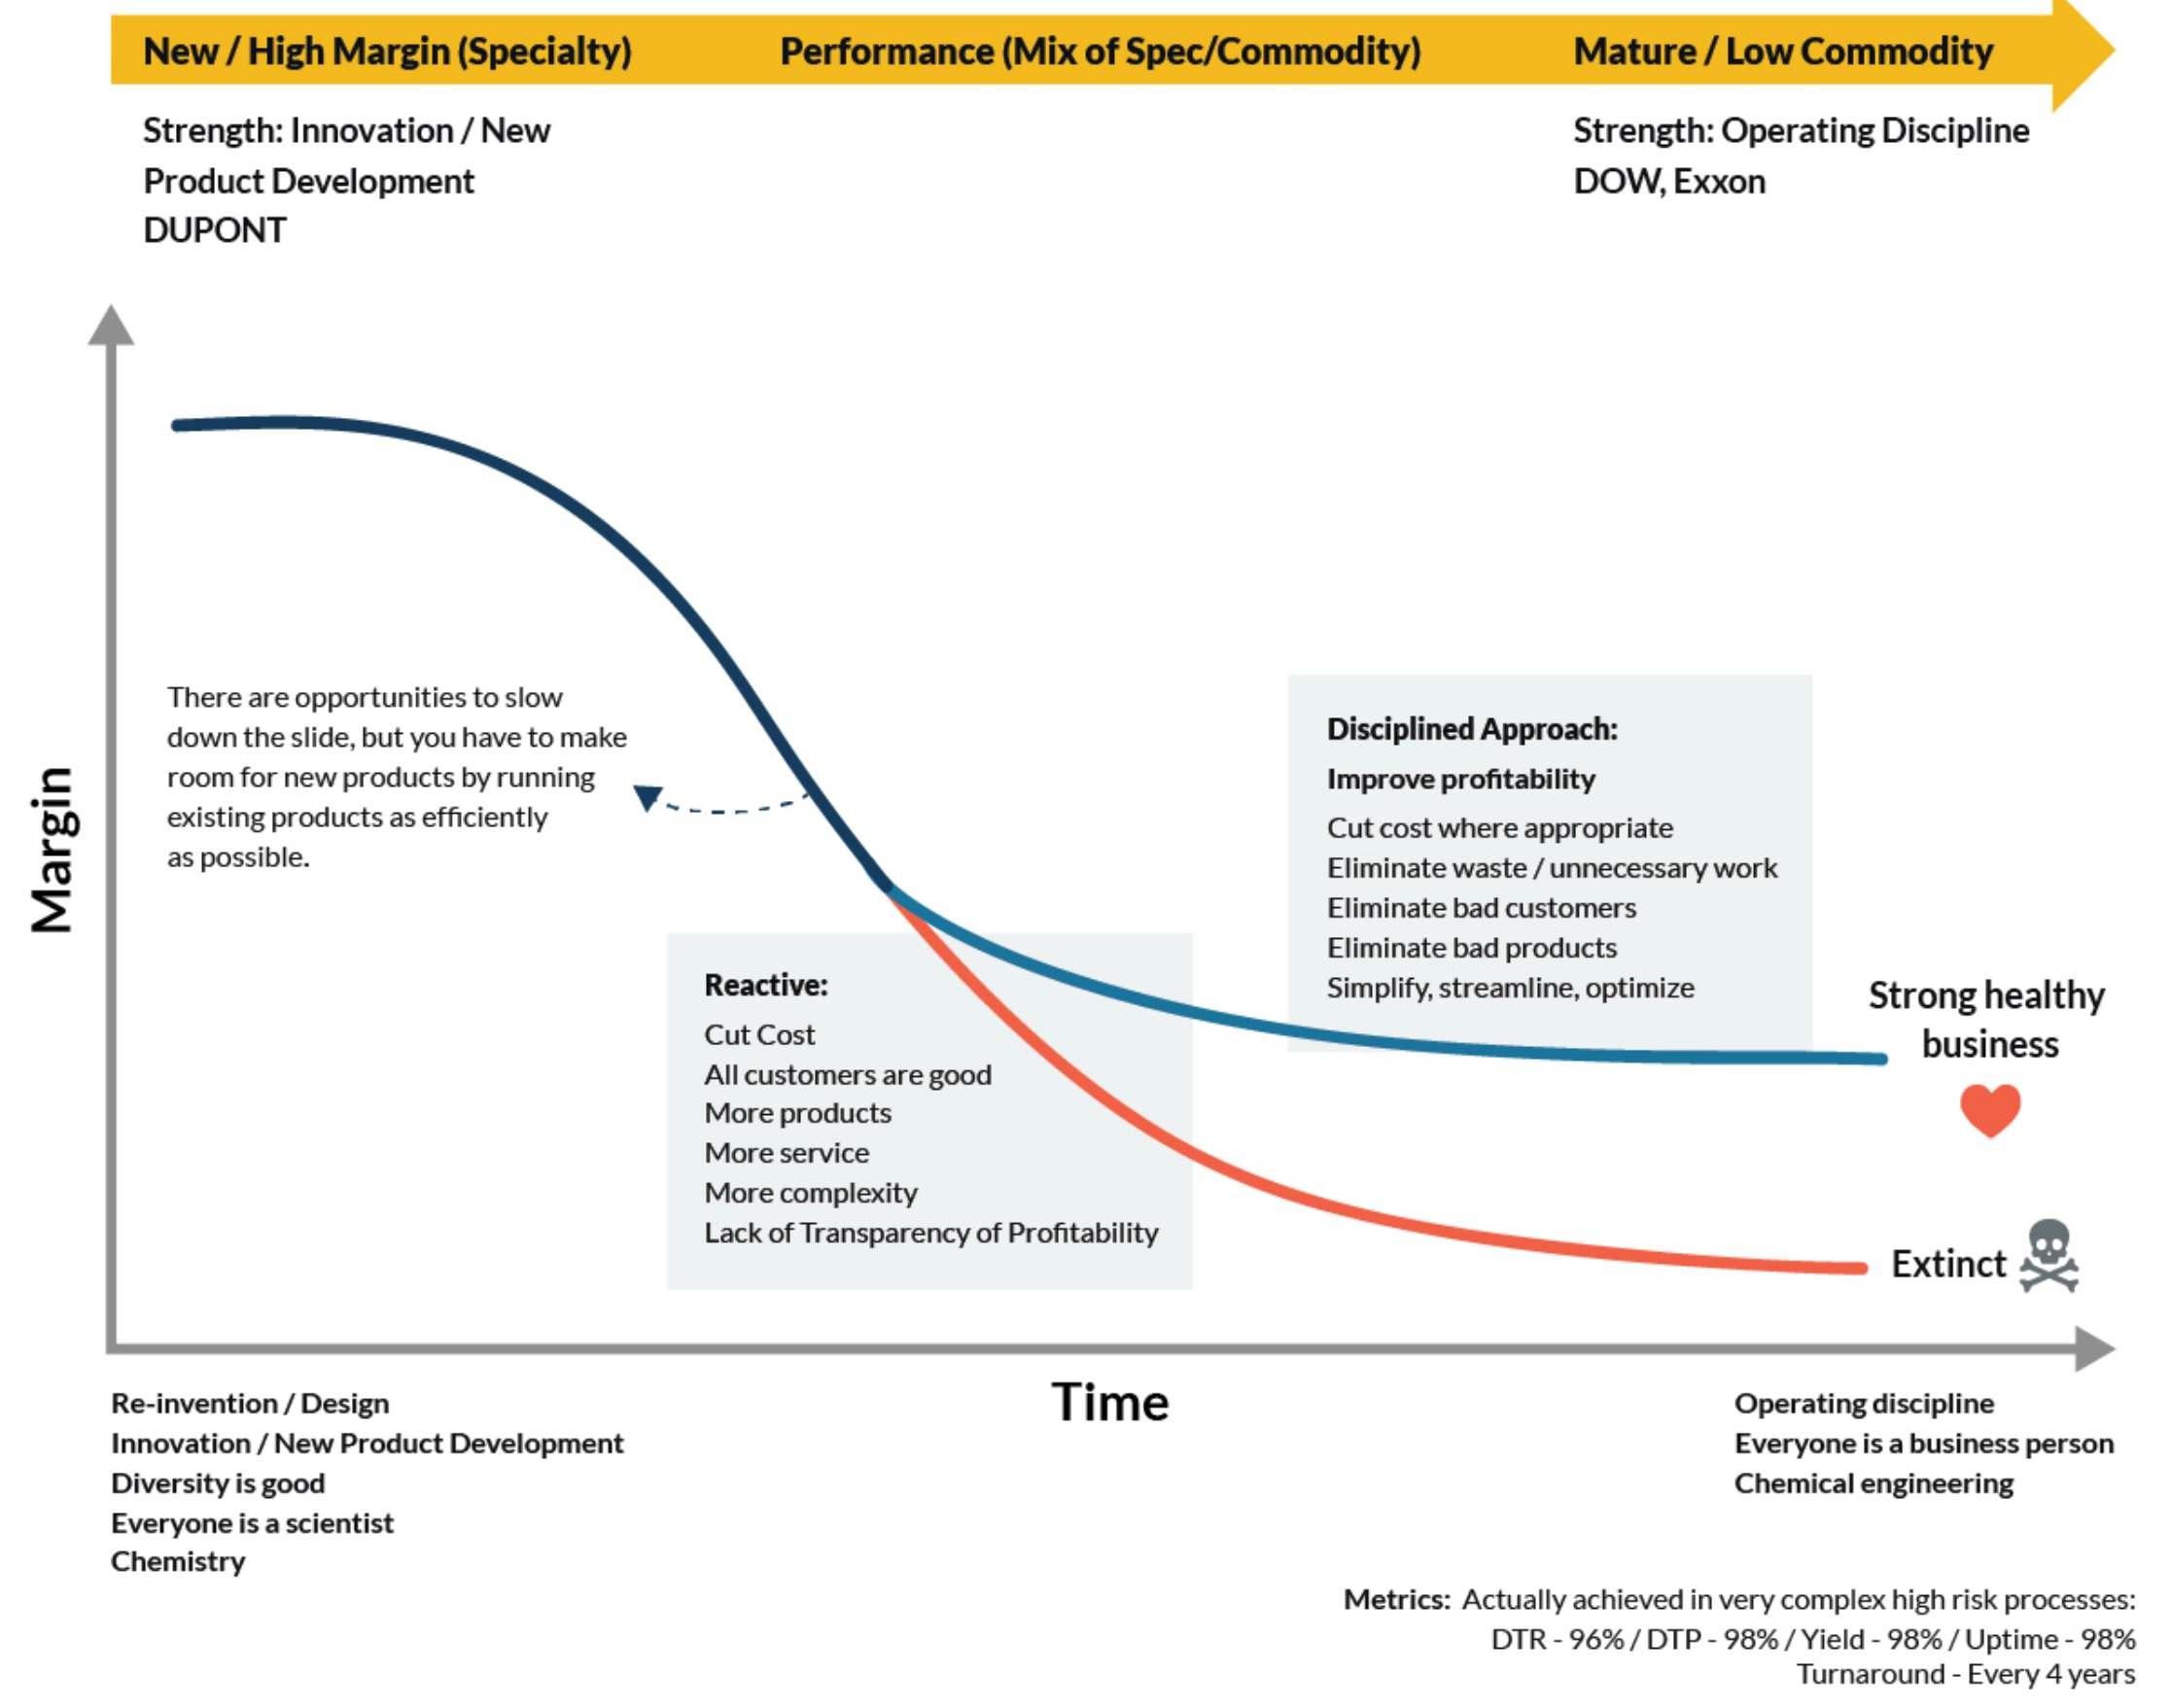 New / High Margin (Specialty)
Performance (Mix of Spec/Commodity)
Mature / Low Commodity
Strength: Innovation / New
Product Development
DUPONT
Strength: Operating Discipline
DOW, Exxon
Margin
There are opportunities to slow
down the slide, but you have to make
room for new products by running
existing products as efficiently
as possible.
Disciplined Approach:
Improve profitability
Cut cost where appropriate
Eliminate waste / unnecessary work
Eliminate bad customers
Eliminate bad products
Simplify, streamline, optimize
Reactive:
Cut Cost
All customers are good
More products
More service
More complexity
Lack of Transparency of Profitability
Strong healthy
business
Extinct
Time
Re-invention / Design
Innovation / New Product Development
Diversity is good
Everyone is a scientist
Chemistry
Operating discipline
Everyone is a business person
Chemical engineering
Metrics: Actually achieved in very complex high risk processes:
DTR - 96% / DTP - 98% / Yield - 98% / Uptime - 98%
Turnaround - Every 4 years